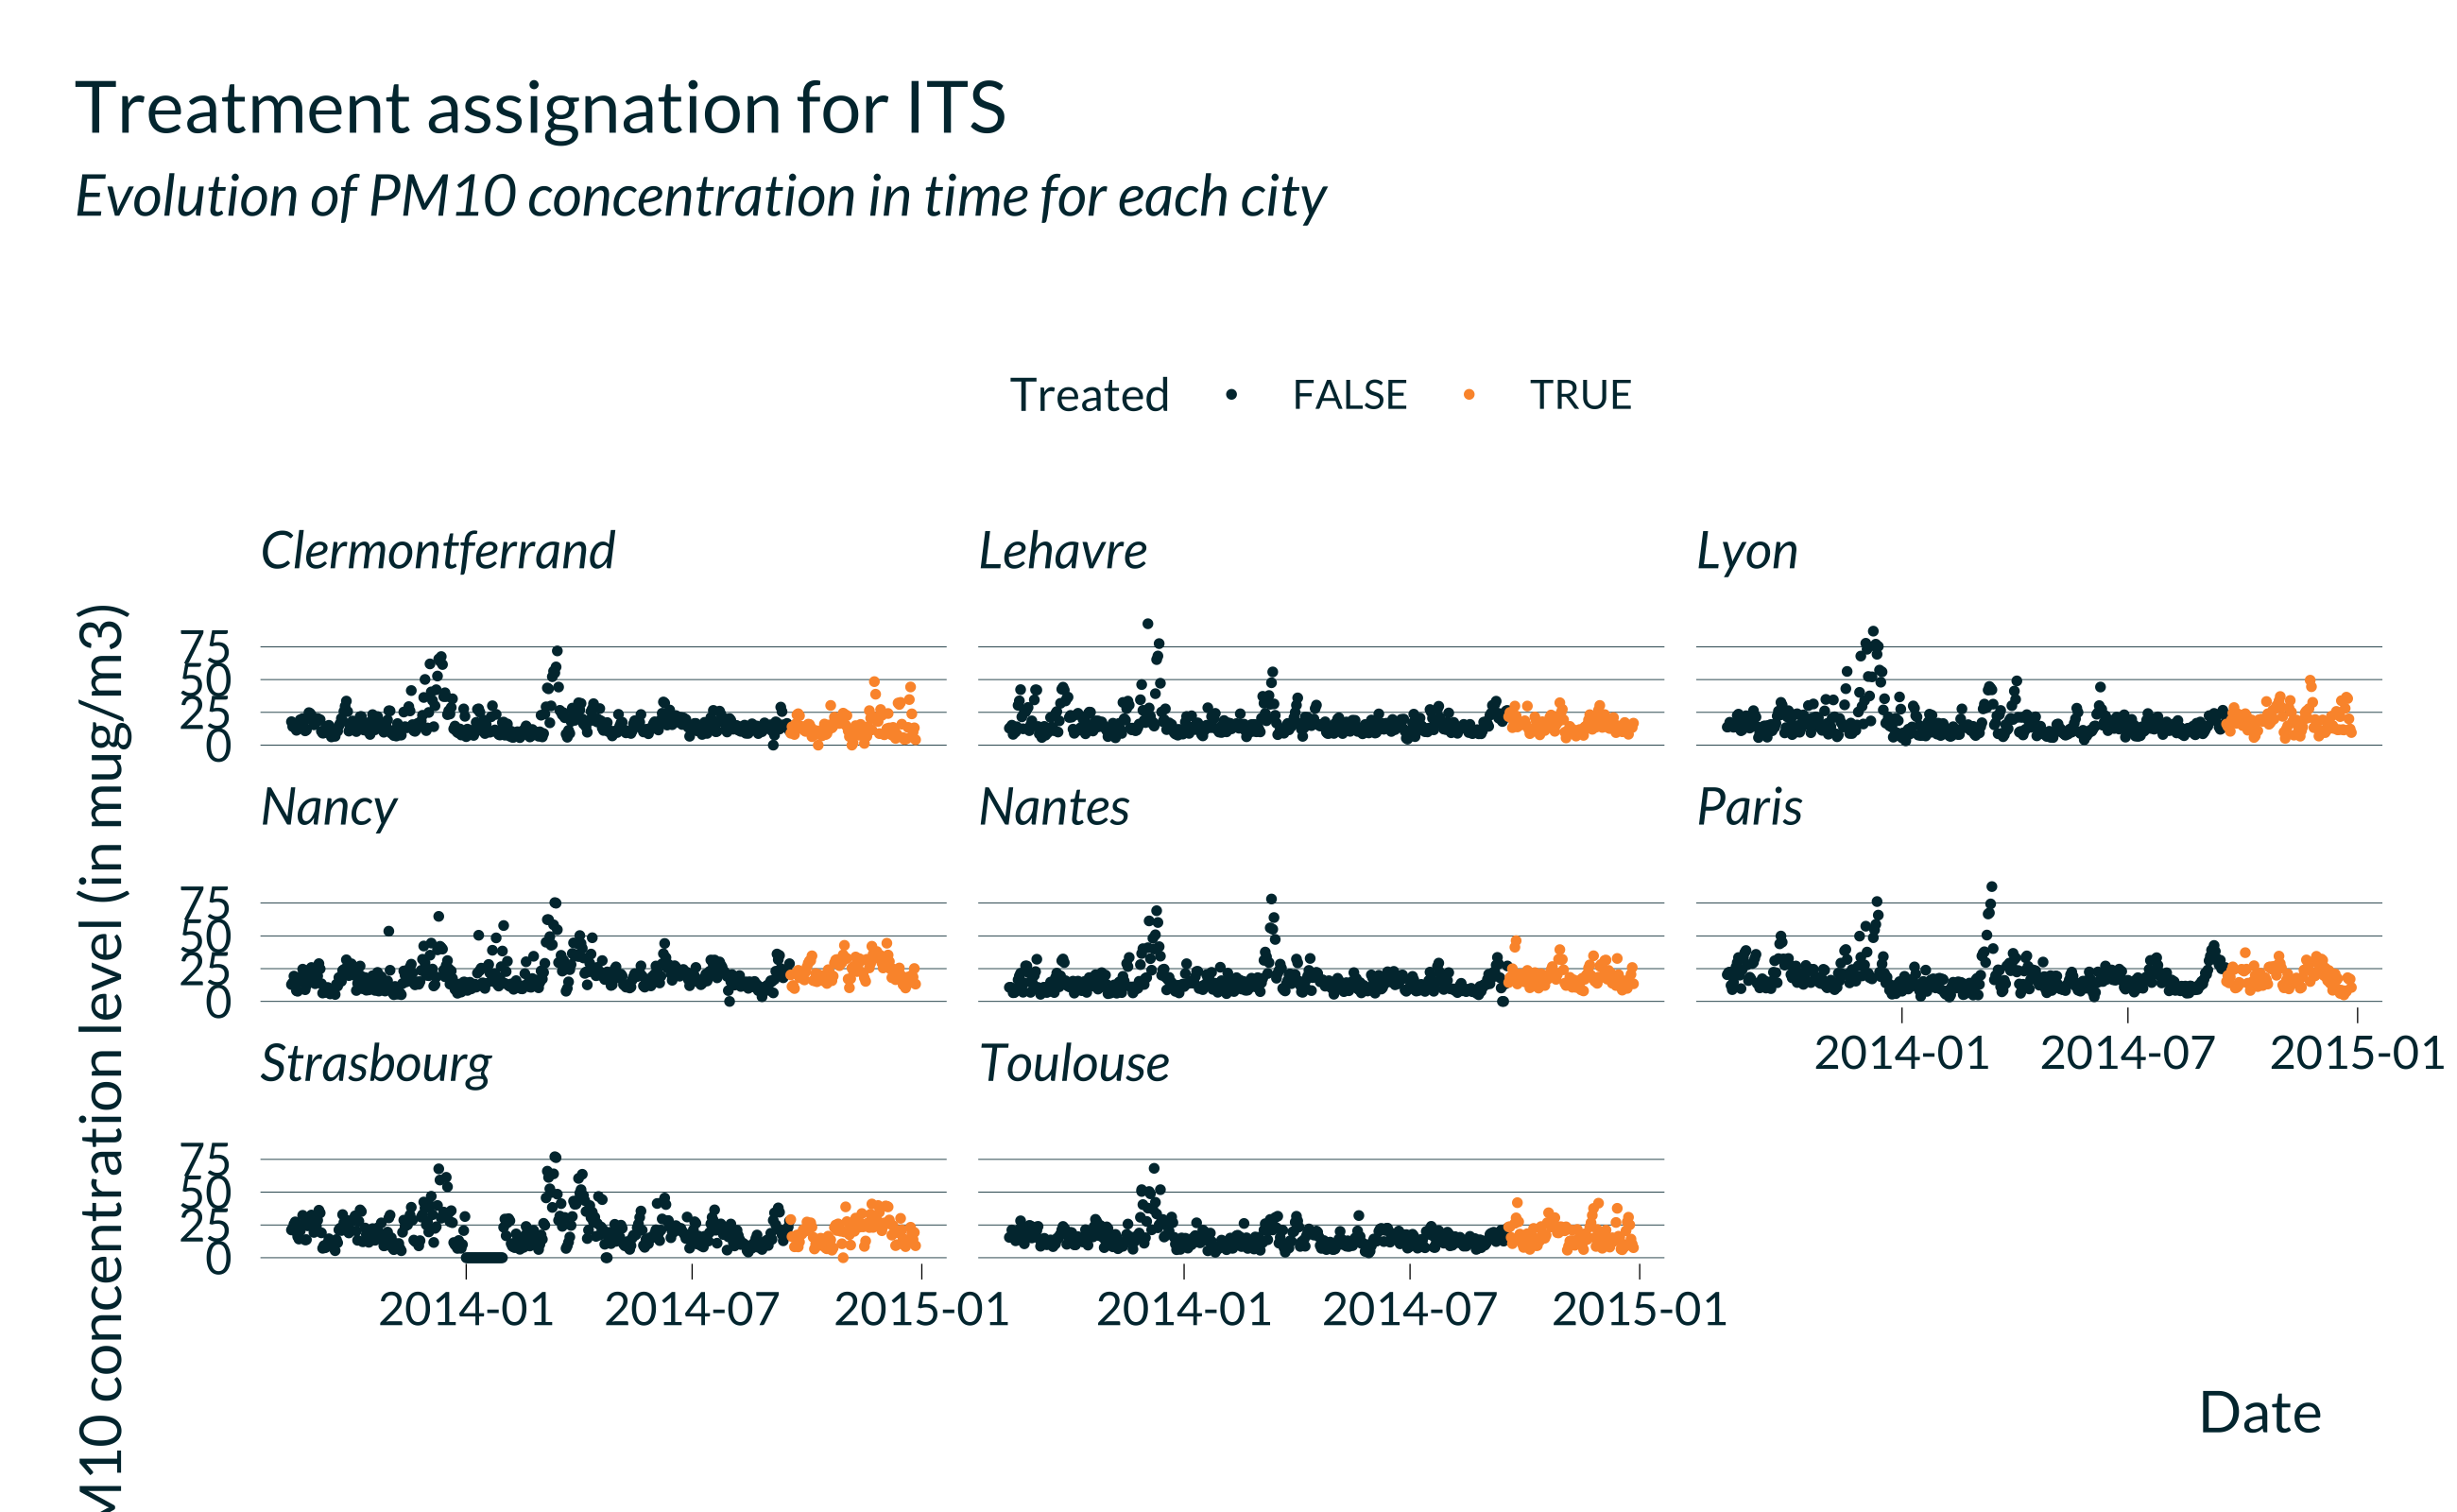 Treatment assignation for ITS
Evolution of PM10 concentration in time for each city
Treated FALSE TRUE
Clermontferrand Lehavre Lyon
75
50
25
0
Nancy Nantes Paris
75
50
25
0
2014-01 2014-07 2015-01
Strasbourg Toulouse
75
50
25
0
2014-01 2014-07 2015-01 2014-01 2014-07 2015-01
Date
M10 concentration level (in mug/m3)